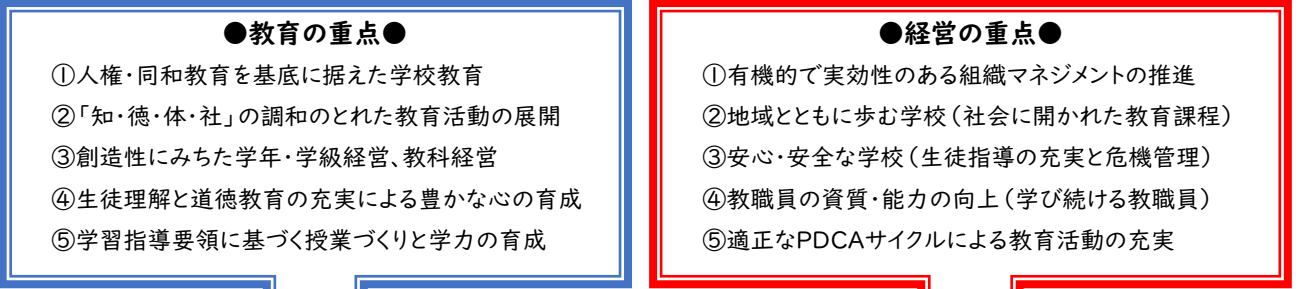 ●教育の重点●
①人権・同和教育を基底に据えた学校教育
②「知・徳・体・社」の調和のとれた教育活動の展開
③創造性にみちた学年・学級経営、教科経営
④生徒理解と道徳教育の充実による豊かな心の育成
⑤学習指導要領に基づく授業づくりと学力の育成
●経営の重点●
①有機的で実効性のある組織マネジメントの推進
②地域とともに歩む学校(社会に開かれた教育課程)
③安心・安全な学校(生徒指導の充実と危機管理)
④教職員の資質・能力の向上(学び続ける教職員)
⑤適正なPDCAサイクルによる教育活動の充実